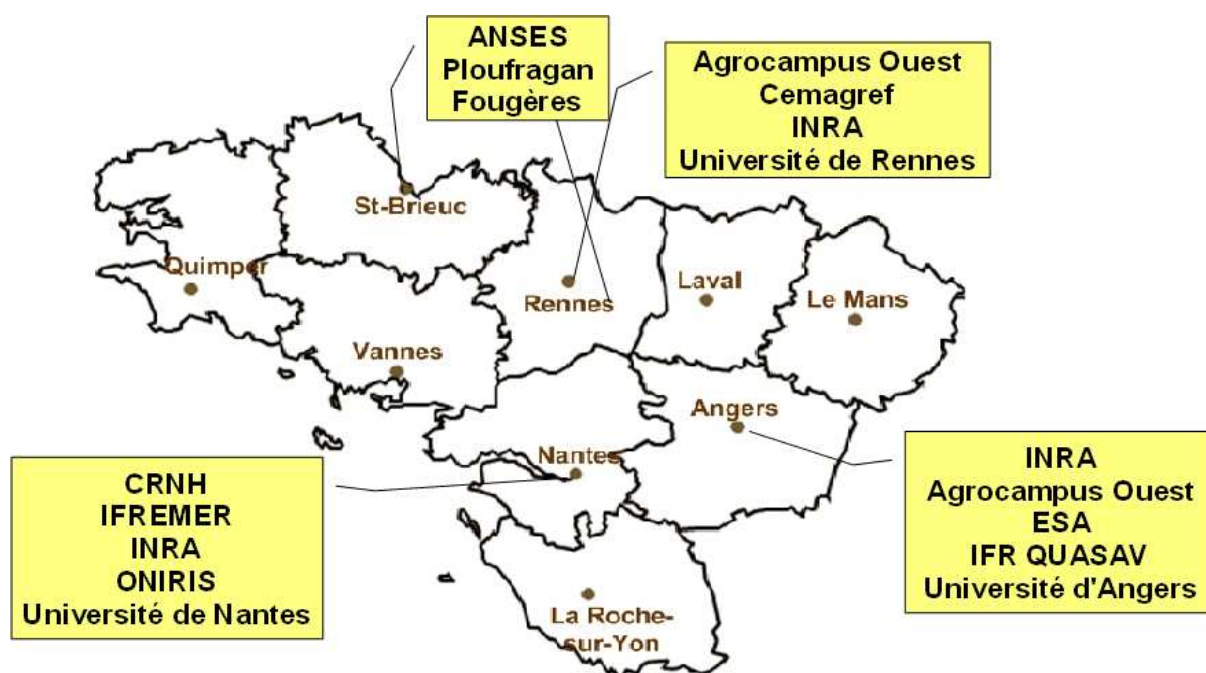 ANSES
Ploufragan
Fougères
Agrocampus Ouest
Cemagref
INRA
Université de Rennes
St-Brieuc
Quimper
Rennes
Laval
Le Mans
Vannes
Angers
Nantes
CRNH
IFREMER
INRA
ONIRIS
Université de Nantes
INRA
Agrocampus Ouest
ESA
IFR QUASAV
Université d'Angers
La Roche-
sur-Yon